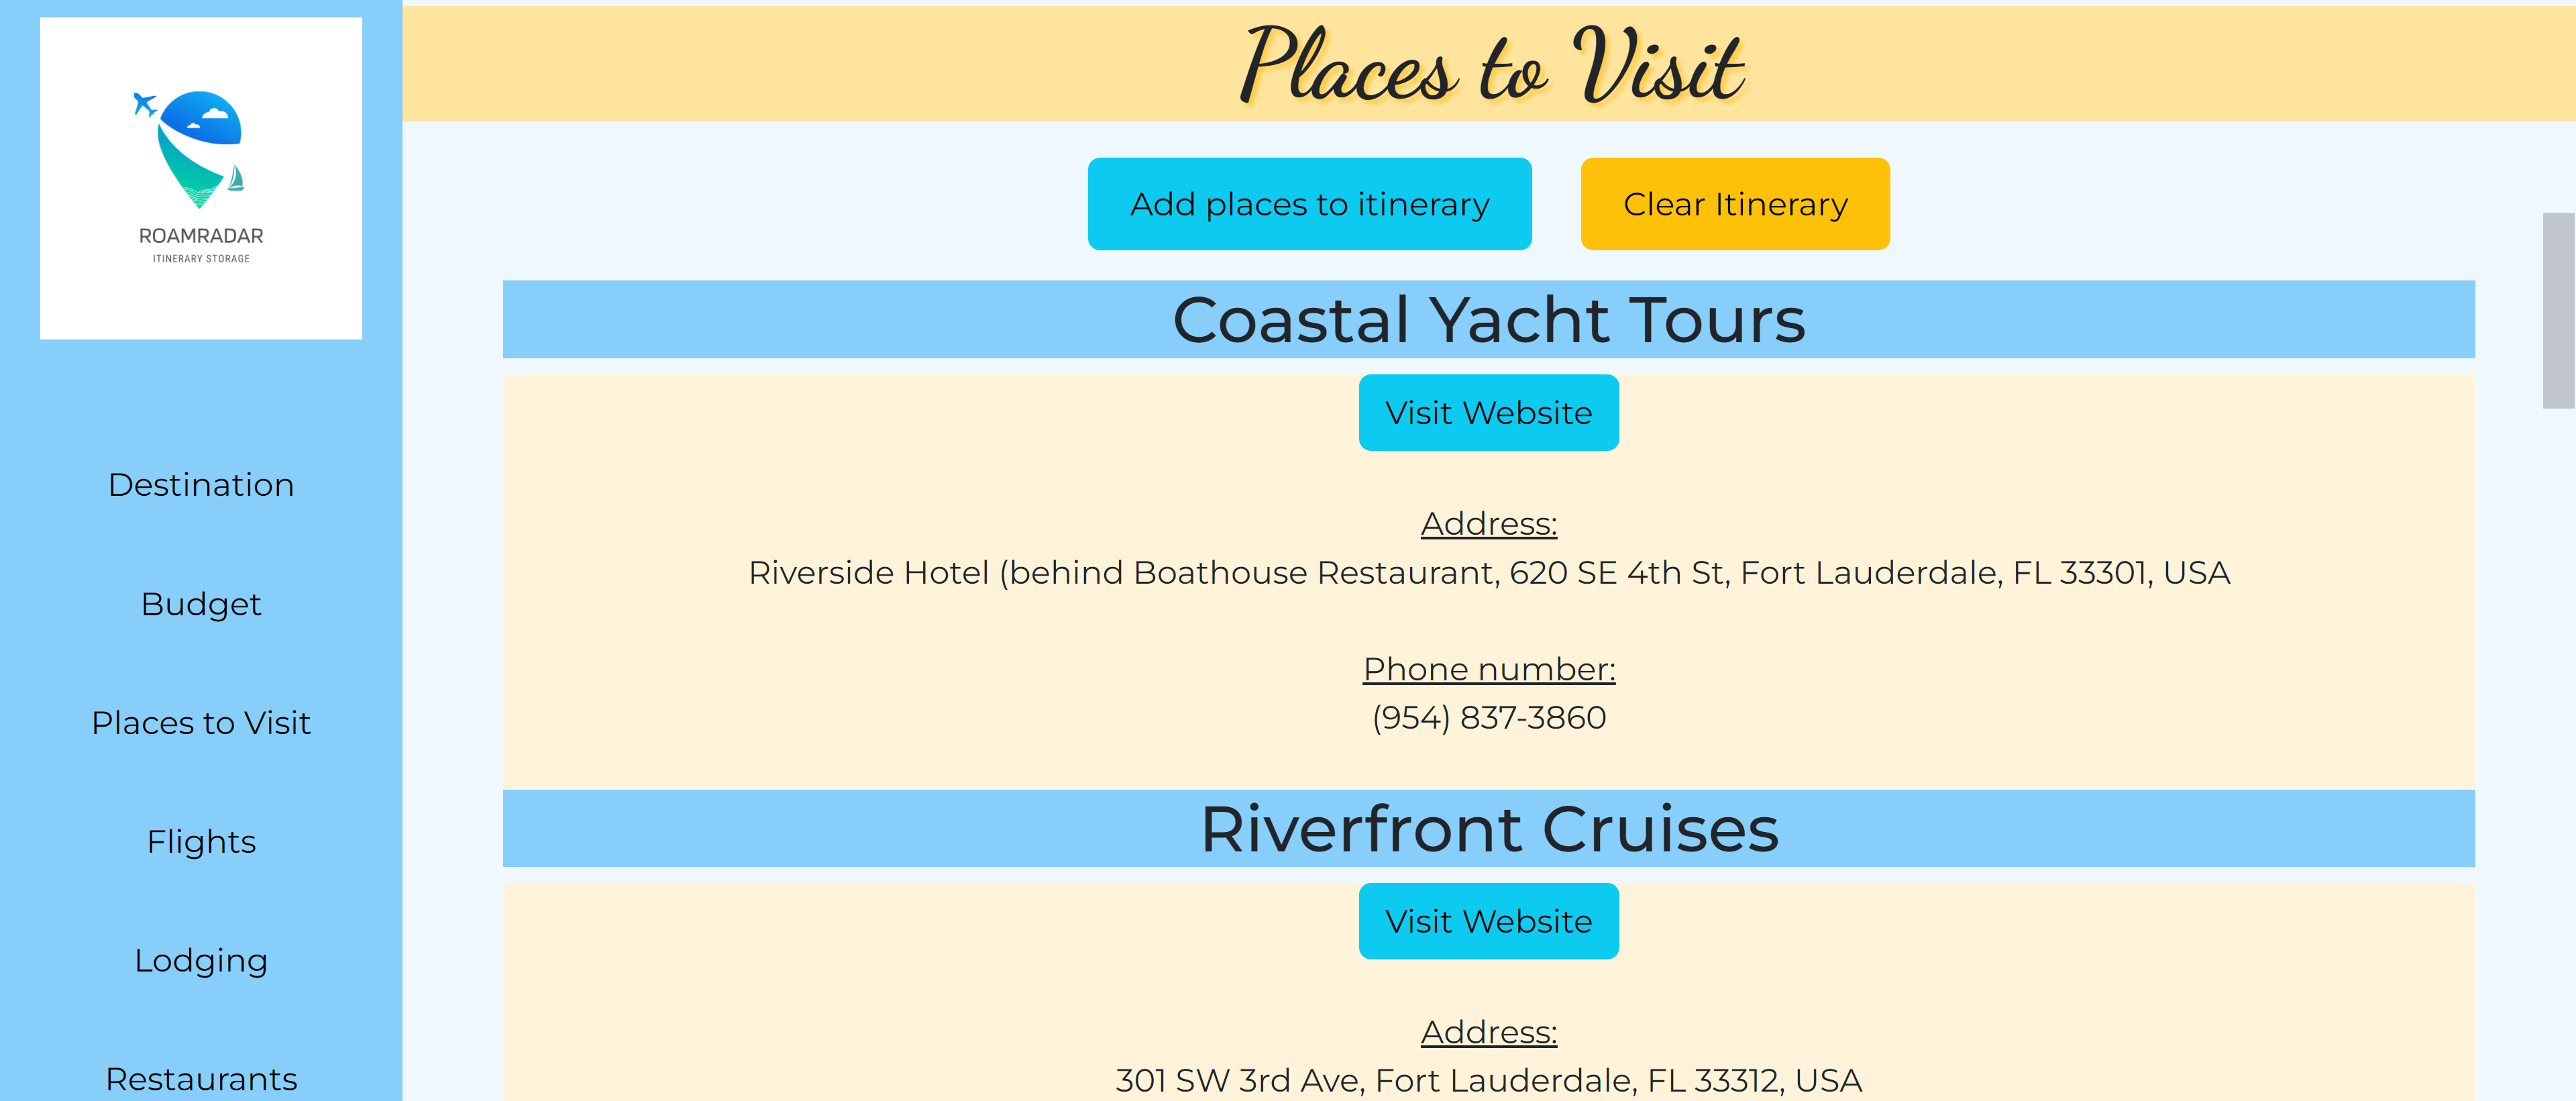 ROAMRADAR
ITINERARY STORAGE
Destination
Budget
Places to Visit
Flights
Lodging
Restaurants
Places to Visit
Add places to itinerary
Clear Itinerary
Coastal Yacht Tours
Visit Website
Address:
Riverside Hotel (behind Boathouse Restaurant, 620 SE 4th St, Fort Lauderdale, FL 33301, USA
Phone number:
(954) 837-3860
Riverfront Cruises
Visit Website
Address:
301 SW 3rd Ave, Fort Lauderdale, FL 33312, USA